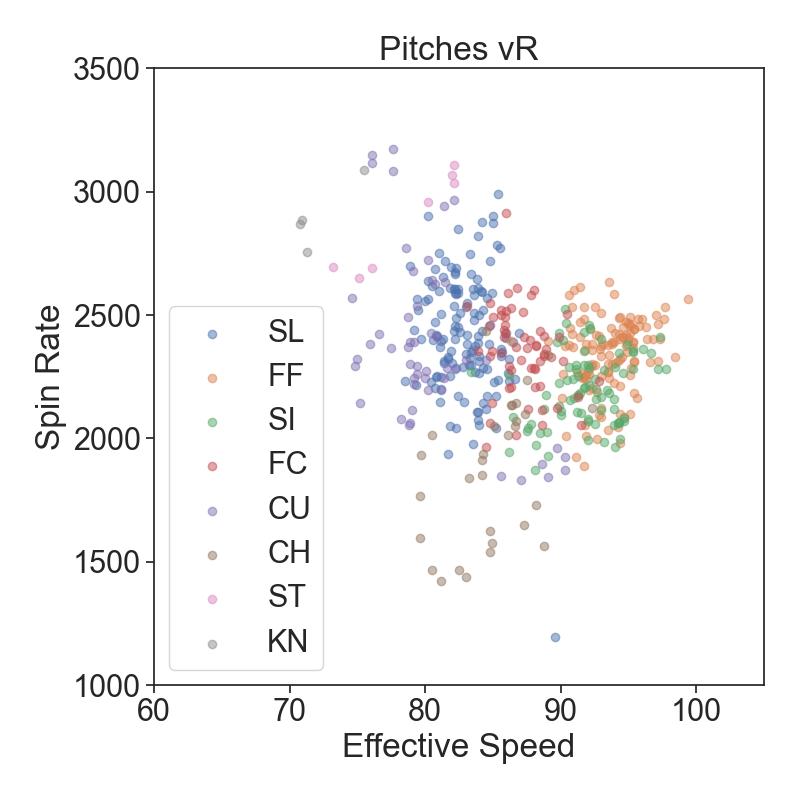 Pitches vR
3500
3000
2500
2000
1500
1000
Spin Rate
SL
FF
SI
FC
CU
CH
ST
KN
60 70 80 90 100
Effective Speed